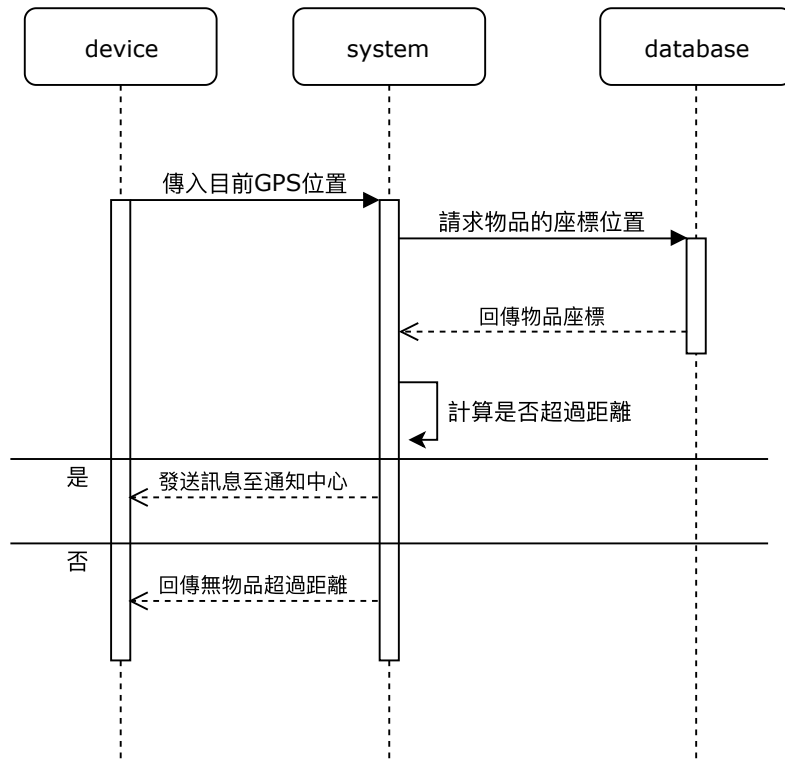 device
system
database
傳入目前GPS位置
請求物品的座標位置
回傳物品座標
計算是否超過距離
是
發送訊息至通知中心
否
回傳無物品超過距離